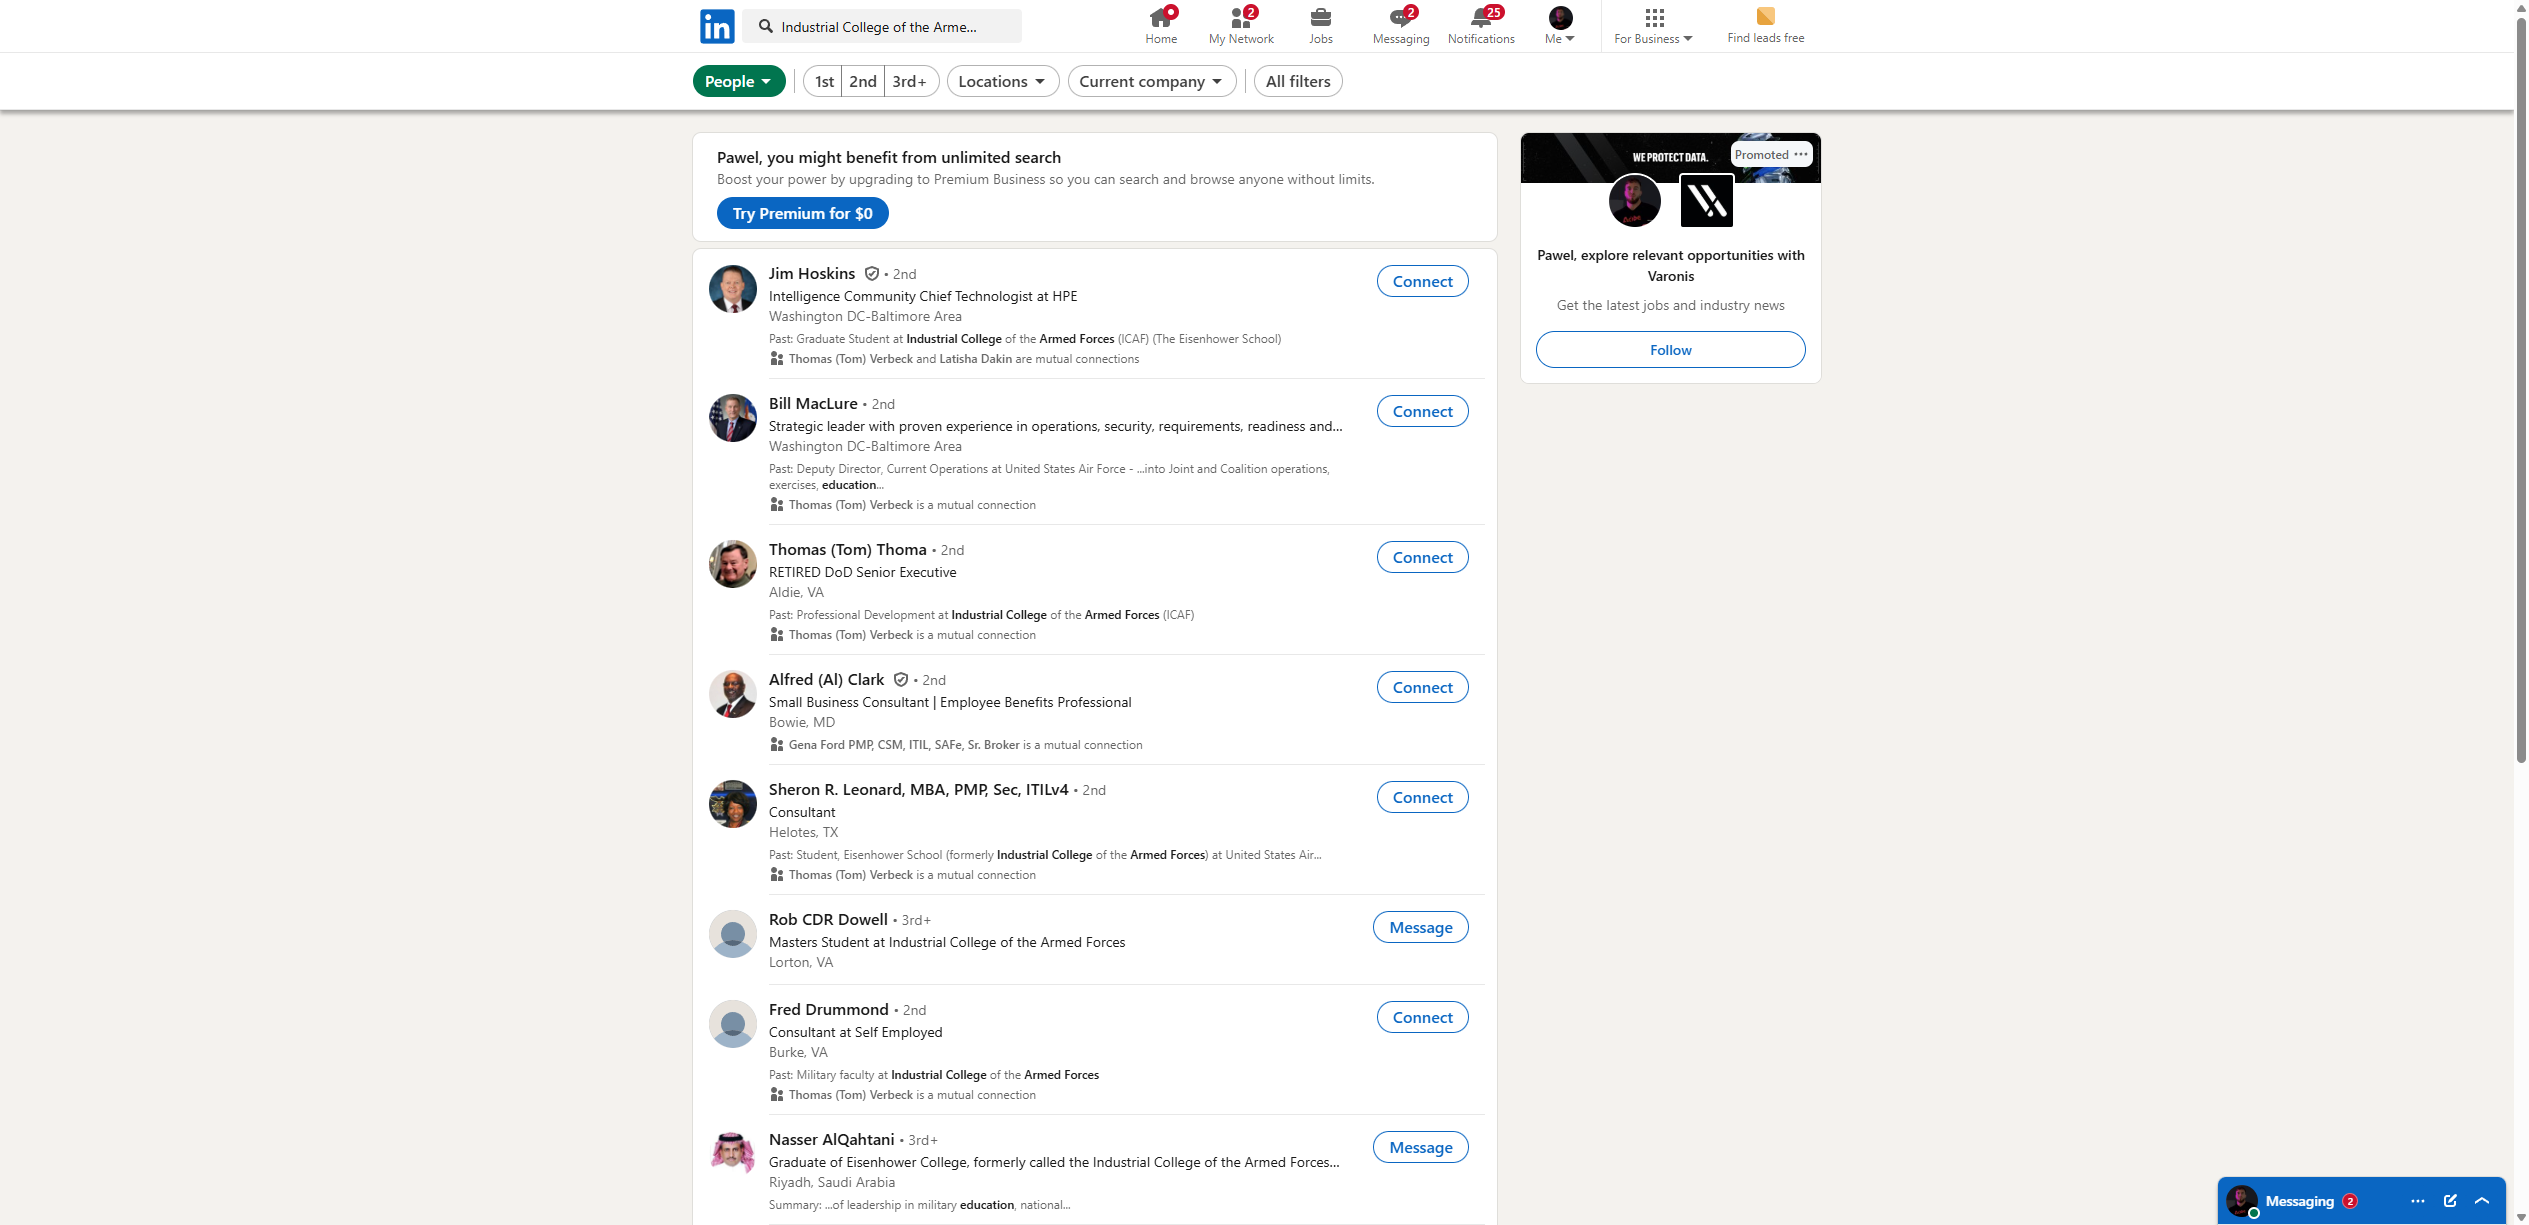 in
Industrial College of the Arme...
Home
2
My Network
Jobs
2
Messaging
25
Notifications
Me
For Business
Find leads free
People
1st
2nd
3rd+
Locations
Current company
All filters
Pawel, you might benefit from unlimited search
Boost your power by upgrading to Premium Business so you can search and browse anyone without limits.
Try Premium for $0
Jim Hoskins • 2nd
Connect
Intelligence Community Chief Technologist at HPE
Washington DC-Baltimore Area
Past: Graduate Student at Industrial College of the Armed Forces (ICAF) (The Eisenhower School)
Thomas (Tom) Verbeck and Latisha Dakin are mutual connections
Bill MacLure • 2nd
Connect
Strategic leader with proven experience in operations, security, requirements, readiness and...
Washington DC-Baltimore Area
Past: Deputy Director, Current Operations at United States Air Force - ...into Joint and Coalition operations,
exercises, education...
Thomas (Tom) Verbeck is a mutual connection
Thomas (Tom) Thoma • 2nd
Connect
RETIRED DoD Senior Executive
Aldie, VA
Past: Professional Development at Industrial College of the Armed Forces (ICAF)
Thomas (Tom) Verbeck is a mutual connection
Alfred (Al) Clark • 2nd
Connect
Small Business Consultant | Employee Benefits Professional
Bowie, MD
Gena Ford PMP, CSM, ITIL, SAFe, Sr. Broker is a mutual connection
Sheron R. Leonard, MBA, PMP, Sec, ITILv4 • 2nd
Connect
Consultant
Helotes, TX
Past: Student, Eisenhower School (formerly Industrial College of the Armed Forces) at United States Air...
Thomas (Tom) Verbeck is a mutual connection
Rob CDR Dowell • 3rd+
Message
Masters Student at Industrial College of the Armed Forces
Lorton, VA
Fred Drummond • 2nd
Connect
Consultant at Self Employed
Burke, VA
Past: Military faculty at Industrial College of the Armed Forces
Thomas (Tom) Verbeck is a mutual connection
Nasser AlQahtani • 3rd+
Message
Graduate of Eisenhower College, formerly called the Industrial College of the Armed Forces...
Riyadh, Saudi Arabia
Summary: ...of leadership in military education, national...
WE PROTECT DATA.
Promoted
Pawel, explore relevant opportunities with
Varonis
Get the latest jobs and industry news
Follow
Messaging 2